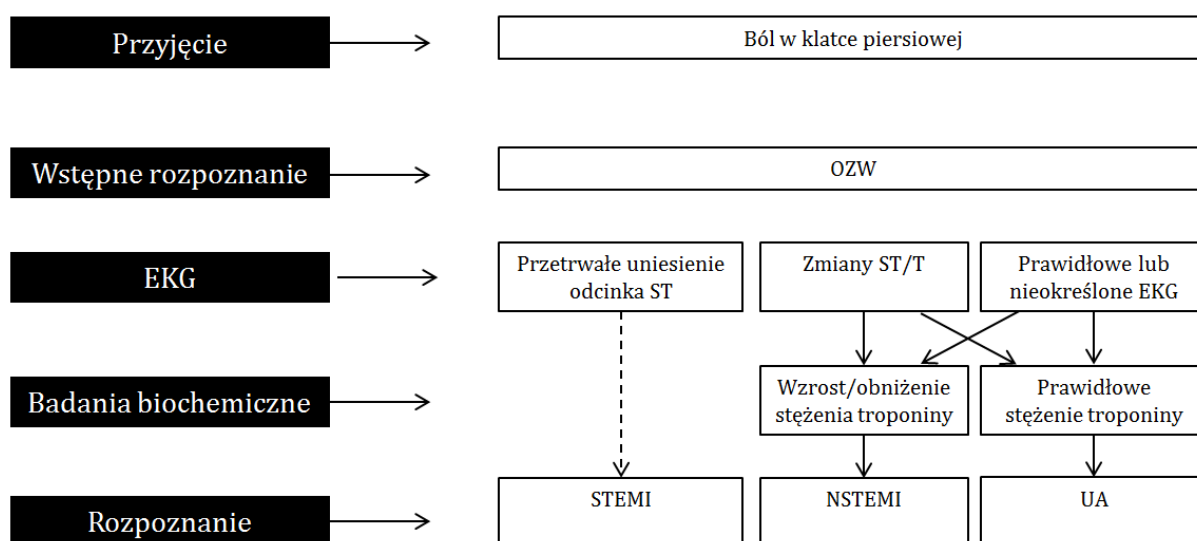 Przyjęcie
Ból w klatce piersiowej
Wstępne rozpoznanie
OZW
EKG
Przetrwałe uniesienie
odcinka ST
Zmiany ST/T
Prawidłowe lub
nieokreślone EKG
Badania biochemiczne
Wzrost/obniżenie
stężenia troponiny
Prawidłowe
stężenie troponiny
Rozpoznanie
STEMI
NSTEMI
UA